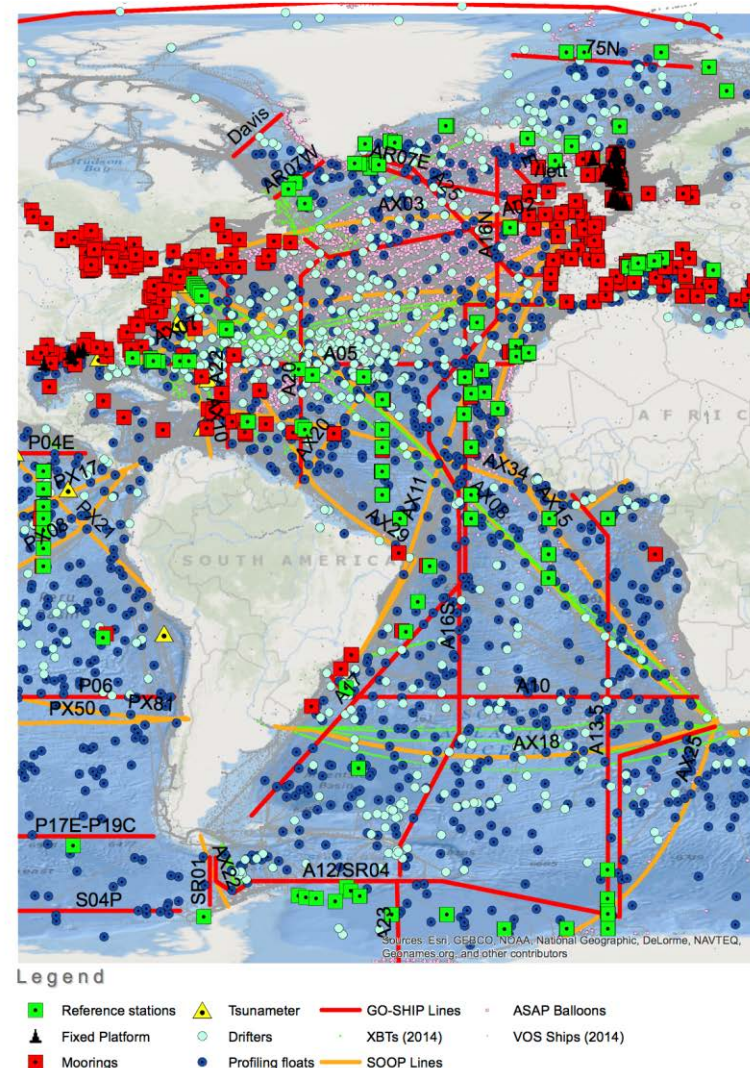 75N
Davis
AR07W
AR07E
A25
AX03
A02
A16N
AX01
A22
A05
A20
AX10
AX20
P04E
PX17
PX08
PX21
AX11
AX29
AX34
AX15
AX08
A F R I C
SOUTH AMERICA
A16S
P06
PX50
PX81
A17
A10
A13.5
AX18
AX25
P17E-P19C
SR01
AX22
A12/SR04
S04P
A23
Sources: Esri, GEBCO, NOAA, National Geographic, DeLorme, NAVTEQ,
Geonames.org, and other contributors
Legend
Reference stations Tsunameter GO-SHIP Lines ASAP Balloons
Fixed Platform Drifters XBTs (2014) VOS Ships (2014)
Moorings Profiling floats SOOP Lines